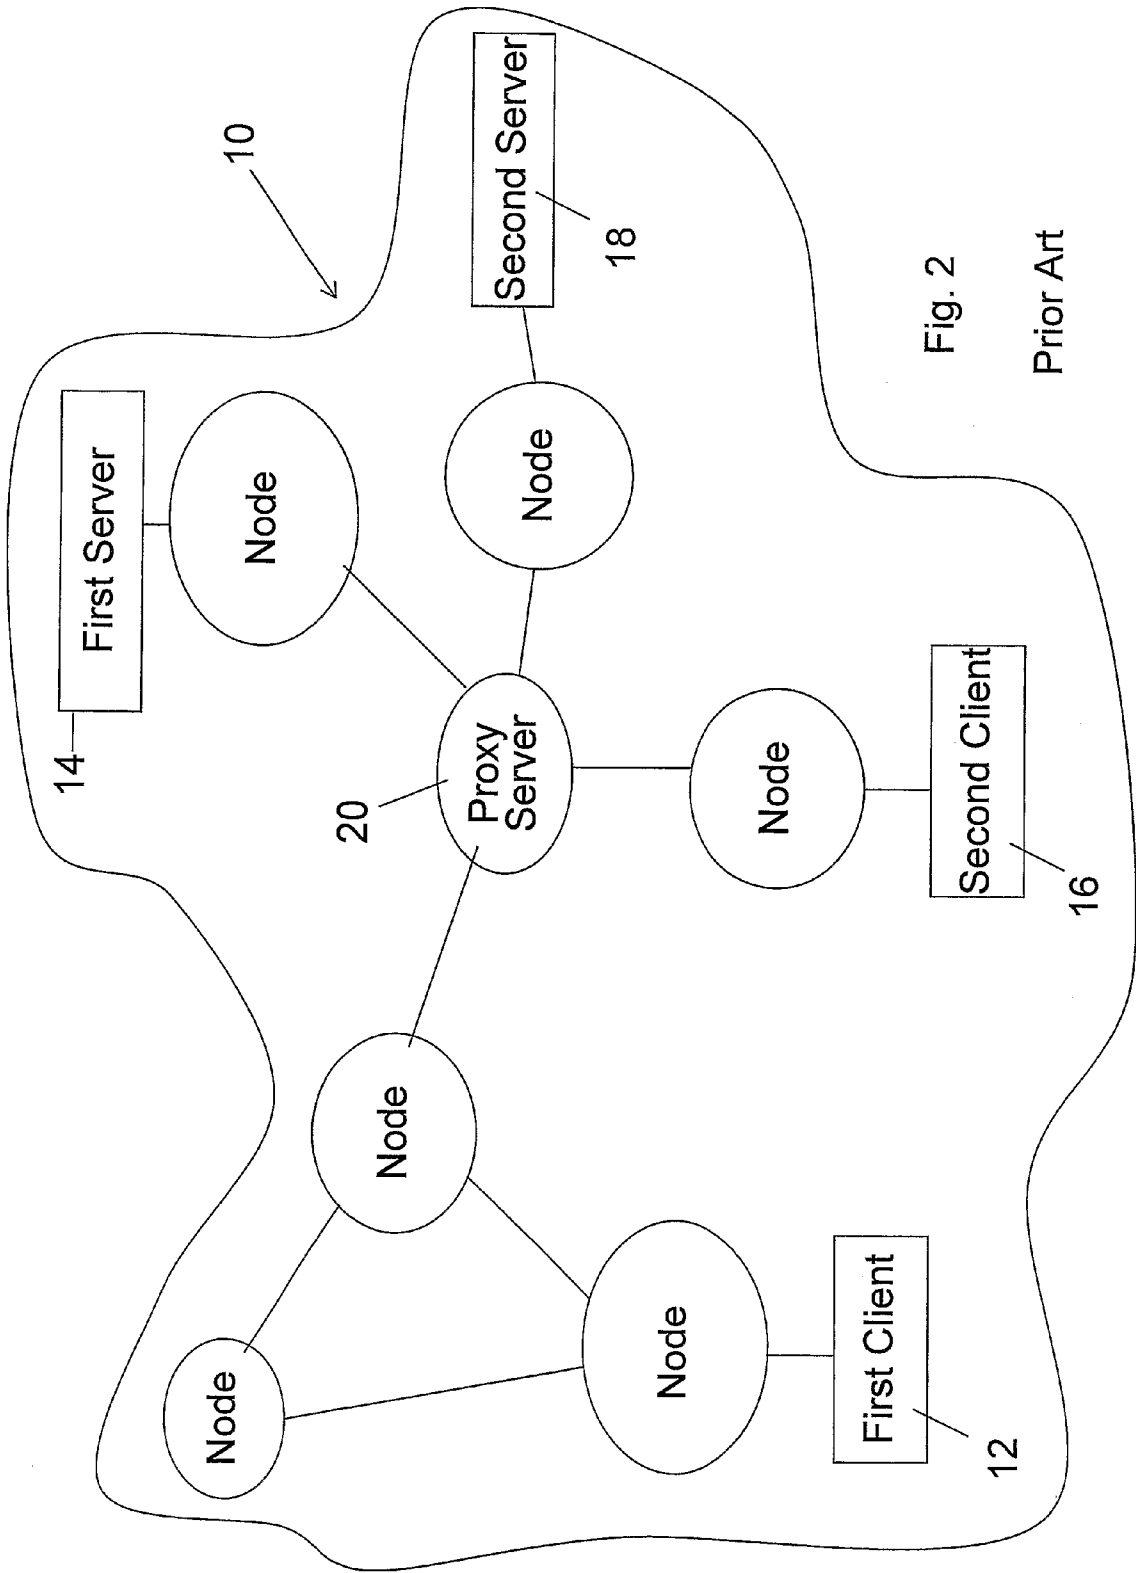 10
14
First Server
Node
20
Proxy
Server
Node
Second Server
18
Node
Node
Node
Node
Second Client
16
First Client
12
Fig. 2
Prior Art